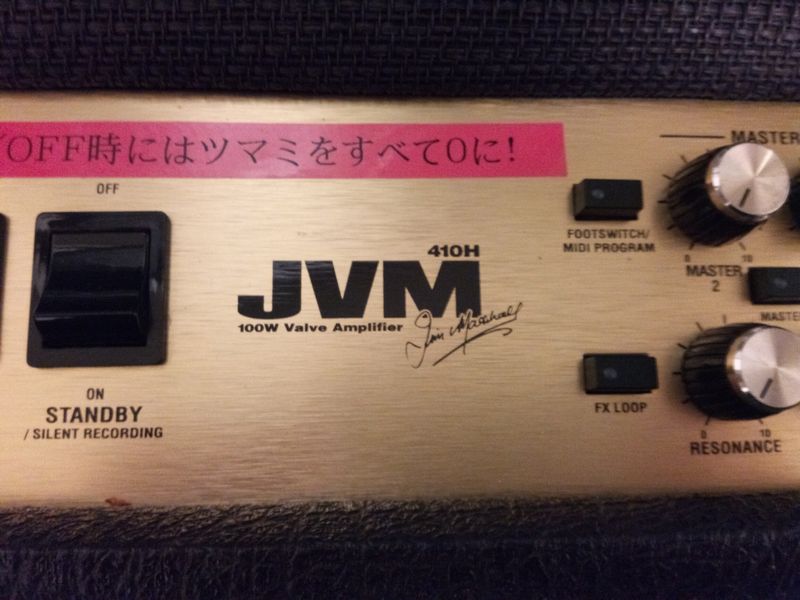 OFF時にはツマミをすべて0に!
OFF
ON
STANDBY
/ SILENT RECORDING
410H
JVM
100W Valve Amplifier
Jim Marshall
FOOTSWITCH/
MIDI PROGRAM
FX LOOP
MASTER
0 10
MASTER
2
MASTER
0 10
RESONANCE